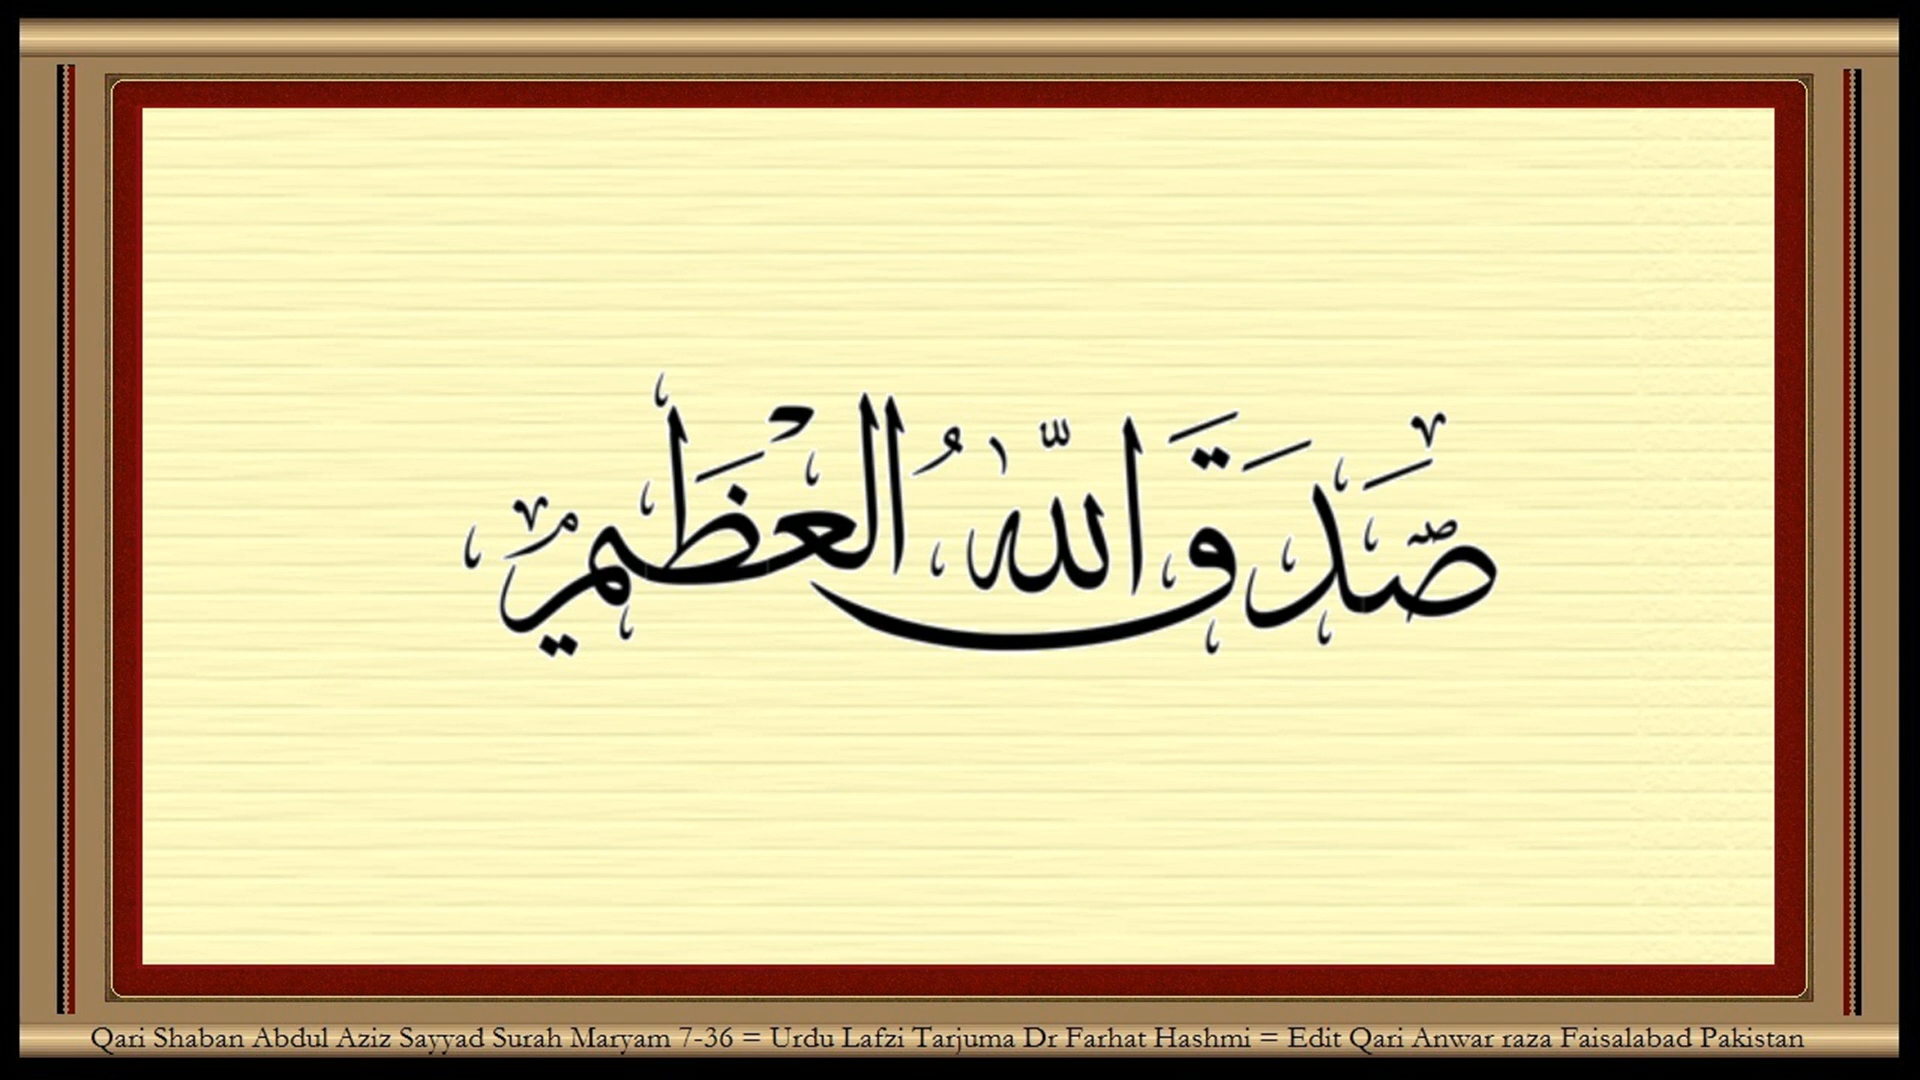 صَدَقَ اللّٰهُ الْعَظِيْمُ
Qari Shaban Abdul Aziz Sayyad Surah Maryam 7-36 = Urdu Lafzi Tarjuma Dr Farhat Hashmi = Edit Qari Anwar raza Faisalabad Pakistan